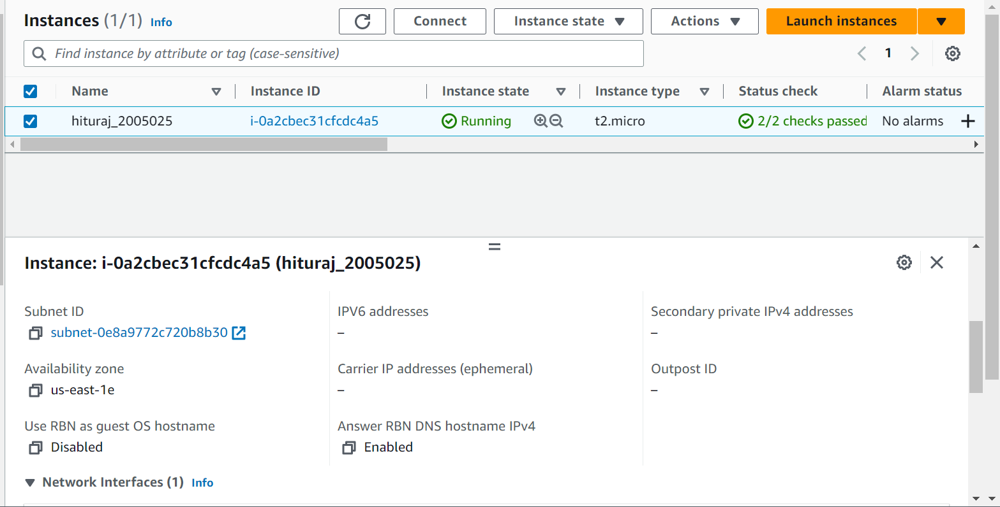 Instances (1/1) Info Connect Instance state Actions Launch instances
Find instance by attribute or tag (case-sensitive) 1
Name Instance ID Instance state Instance type Status check Alarm status
hituraj_2005025 i-0a2cbec31cfcdc4a5 Running t2.micro 2/2 checks passed No alarms
Instance: i-0a2cbec31cfcdc4a5 (hituraj_2005025)
Subnet ID IPV6 addresses Secondary private IPv4 addresses
subnet-0e8a9772c720b8b30 – –
Availability zone Carrier IP addresses (ephemeral) Outpost ID
us-east-1e – –
Use RBN as guest OS hostname Answer RBN DNS hostname IPv4
Disabled Enabled
Network Interfaces (1) Info